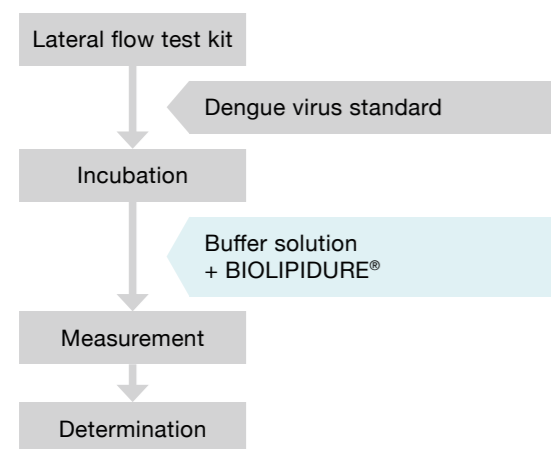 Lateral flow test kit
Dengue virus standard
Incubation
Buffer solution
+ BIOLIPIDURE®
Measurement
Determination